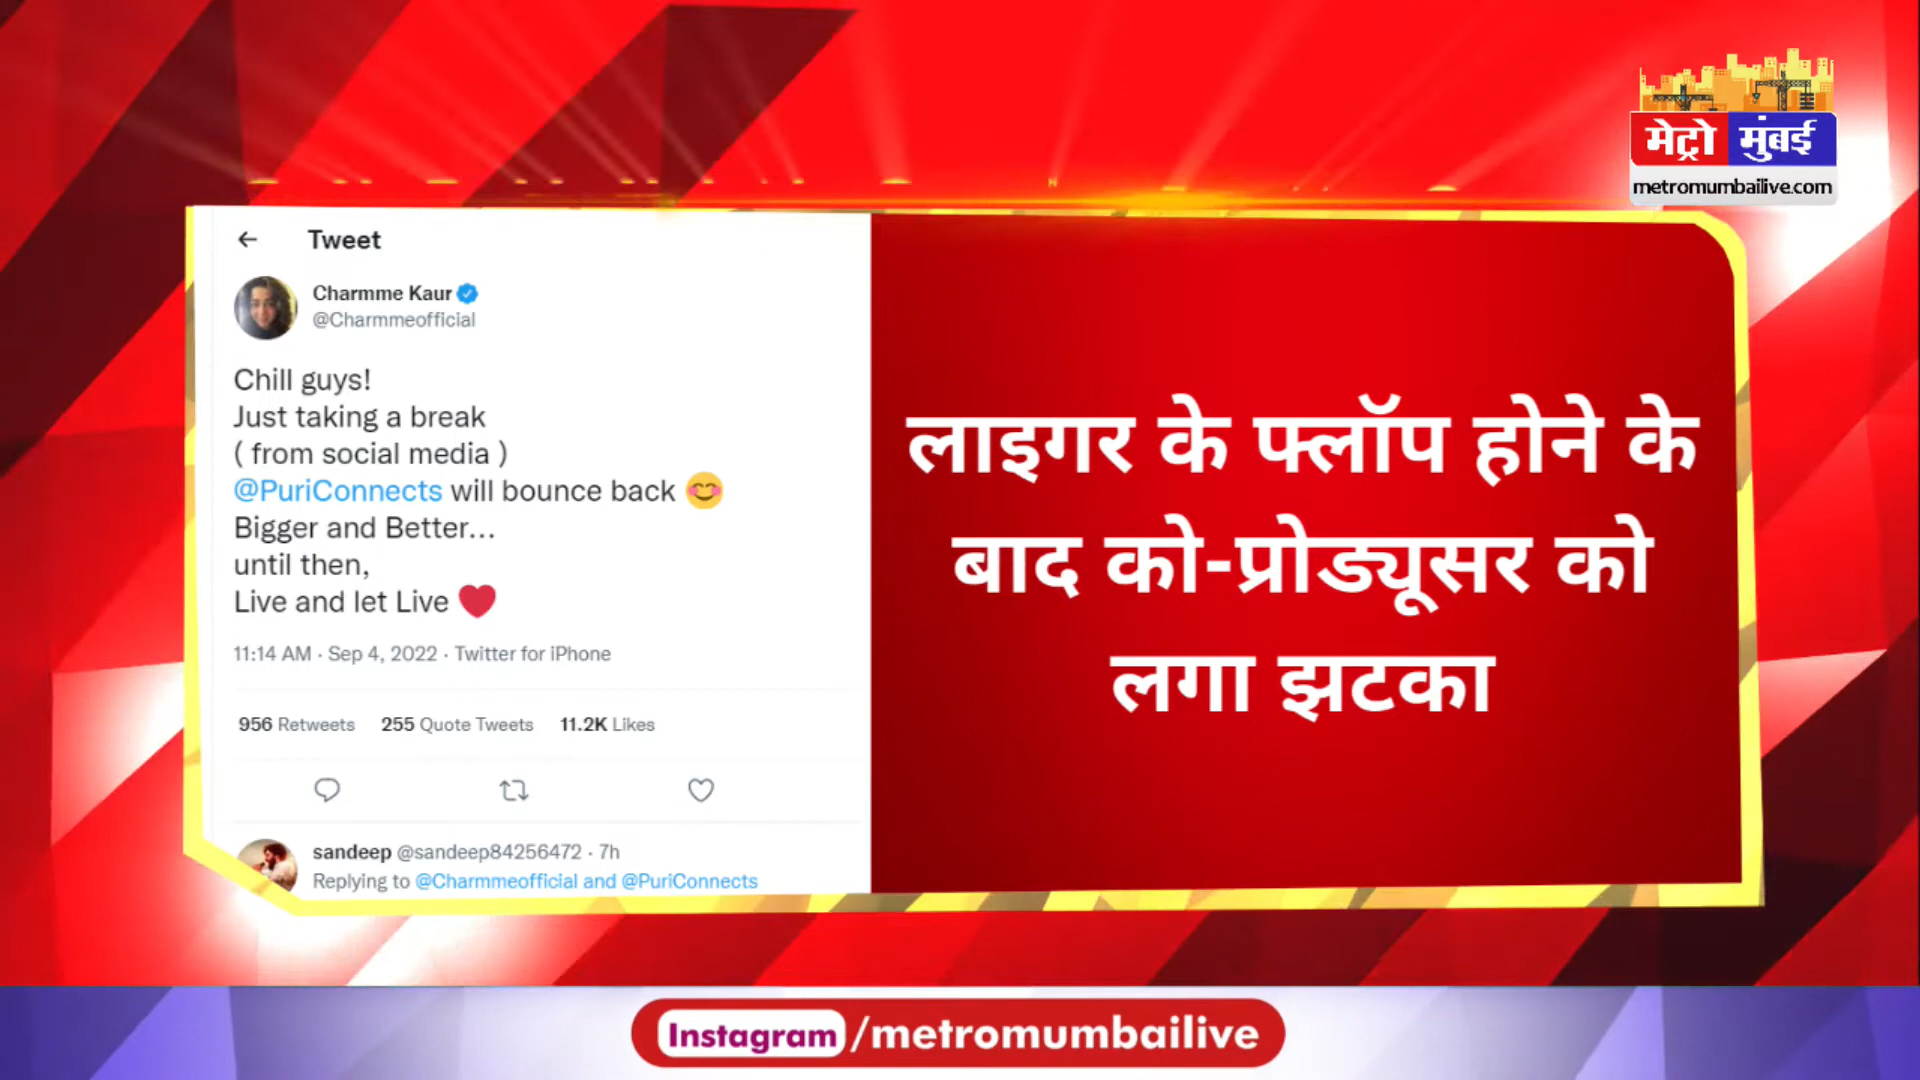 मेट्रो मुंबई
metromumbailive.com
Tweet
Charmme Kaur
@Charmmeofficial
Chill guys!
Just taking a break
( from social media )
@PuriConnects will bounce back 😊
Bigger and Better...
until then,
Live and let Live ❤️
11:14 AM · Sep 4, 2022 · Twitter for iPhone
956 Retweets 255 Quote Tweets 11.2K Likes
sandeep @sandeep84256472 · 7h
Replying to @Charmmeofficial and @PuriConnects
लाइगर के फ्लॉप होने के
बाद को-प्रोड्यूसर को
लगा झटका
Instagram/metromumbailive